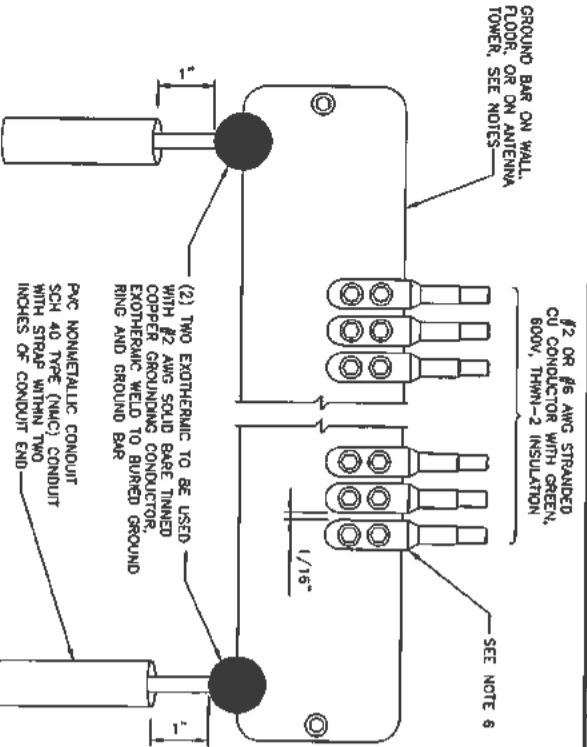 GROUND BAR ON WALL,
FLOOR, OR ON ANTENNA
TOWER, SEE NOTES
#2 OR #6 AWG STRANDED
CU CONDUCTOR WITH GREEN,
600V, THWN-2 INSULATION
SEE NOTE 6
1/16"
1"
1"
(2) TWO EXOTHERMIC TO BE USED
WITH #2 AWG SOLID BARE TINNED
COPPER GROUNDING CONDUCTOR,
EXOTHERMIC WELD TO BURIED GROUND
RING AND GROUND BAR
PVC NONMETALLIC CONDUIT
SCH 40 TYPE (NMC) CONDUIT
WITH STRAP WITHIN TWO
INCHES OF CONDUIT END